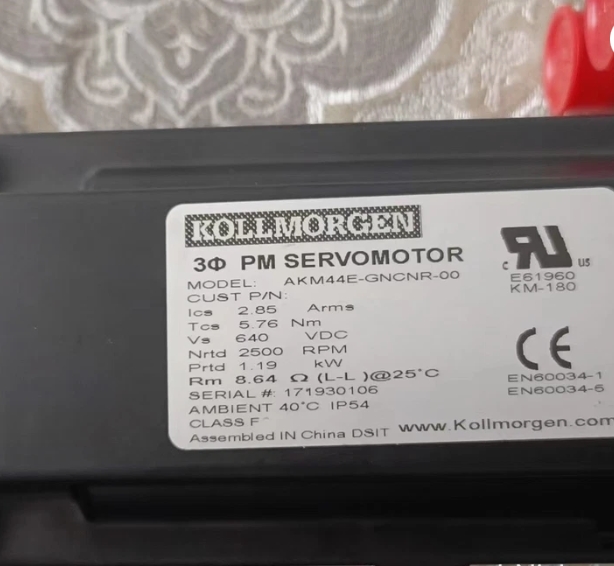 KOLLMORGEN
3Φ PM SERVOMOTOR
MODEL: AKM44E-GNCNR-00
CUST P/N:
Ics 2.85 Arms
Tcs 5.76 Nm
Vs 640 VDC
Nrtd 2500 RPM
Prtd 1.19 kW
Rm 8.64 Ω (L-L )@25°C
SERIAL #: 171930106
AMBIENT 40°C IP54
CLASS F
Assembled IN China DSIT www.Kollmorgen.com
c RU US
E61960
KM-180
CE
EN60034-1
EN60034-5